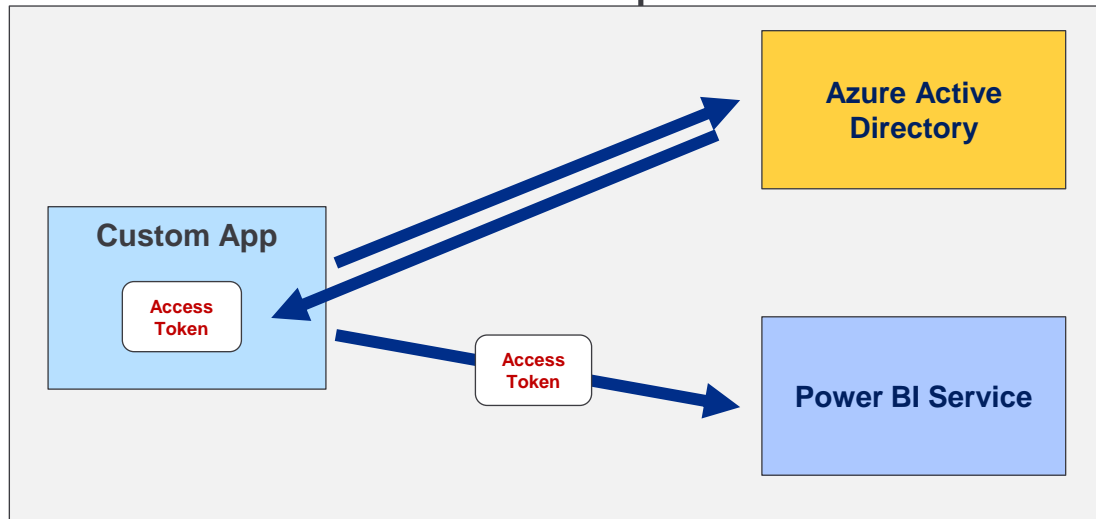 Azure Active
Directory
Custom App
Access
Token
Access
Token
Power BI Service